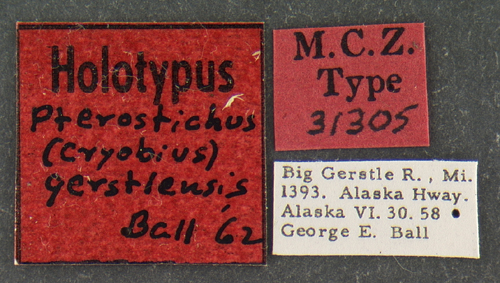 Holotypus
Pterostichus
(Cryobius)
gerstlensis
Ball '62
M.C.Z.
Type
31305
Big Gerstle R., Mi.
1393. Alaska Hway.
Alaska VI. 30. 58
George E. Ball